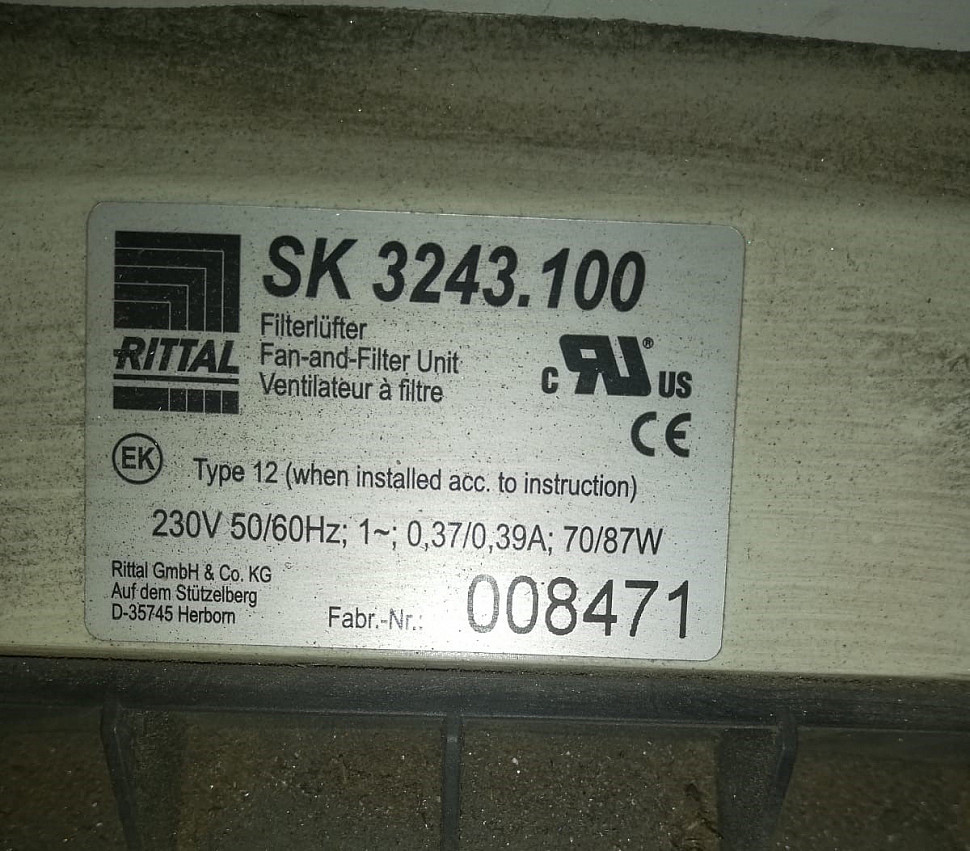 SK 3243.100
Filterlüfter
Fan-and-Filter Unit
Ventilateur à filtre
RITTAL
C RU ® US
CE
EK
Type 12 (when installed acc. to instruction)
230V 50/60Hz; 1~; 0,37/0,39A; 70/87W
Rittal GmbH & Co. KG
Auf dem Stützelberg
D-35745 Herborn
Fabr.-Nr.: 008471